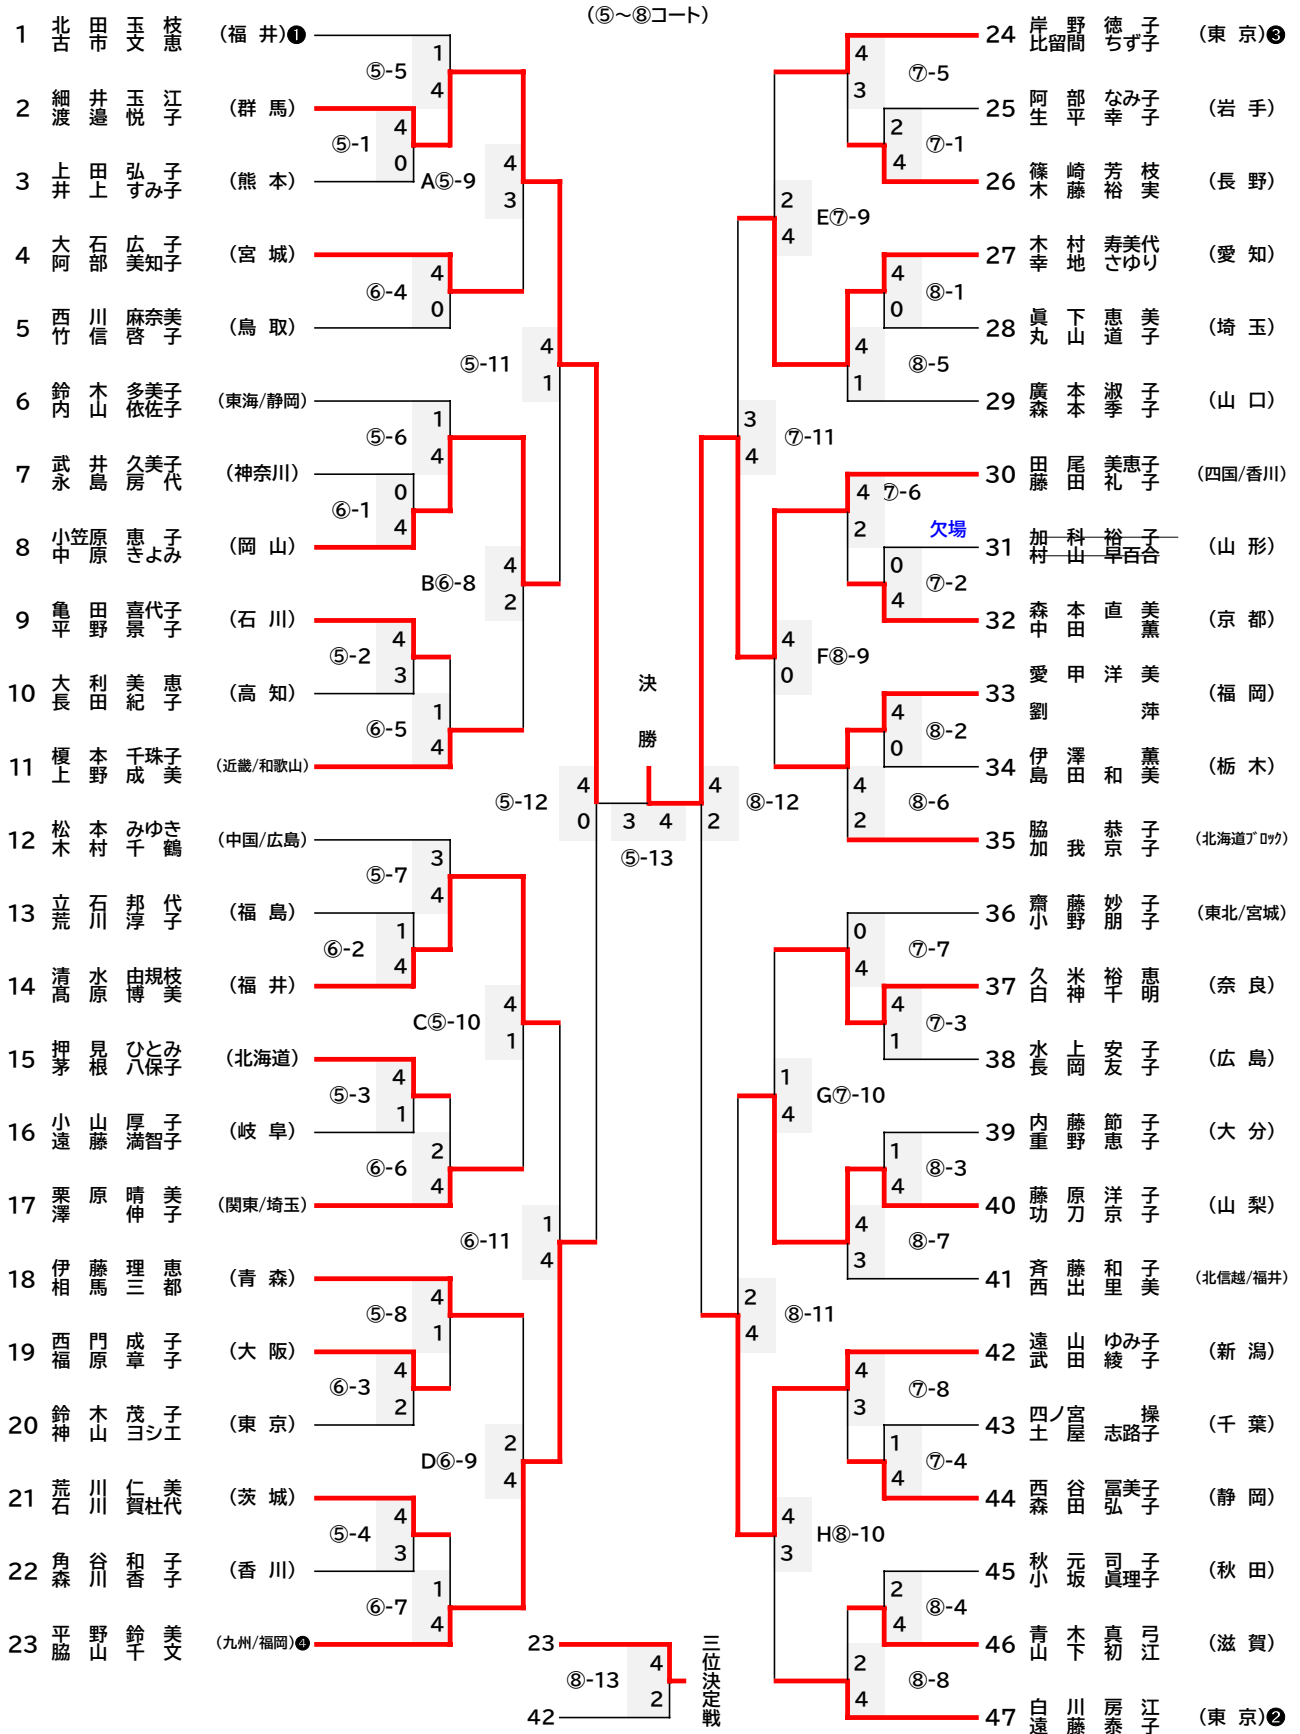 (⑤～⑧コート)
1 北田玉枝 古市文恵 (福井)❶
2 細井玉江 渡邉悦子 (群馬)
3 上田弘子 井上すみ子 (熊本)
4 大石広子 阿部美知子 (宮城)
5 西川麻奈美 竹信啓子 (鳥取)
6 鈴木多美子 内山依佐子 (東海/静岡)
7 武井久美子 永島房代 (神奈川)
8 小笠原恵子 中原きよみ (岡山)
9 亀田喜代子 平野景子 (石川)
10 大利美恵 長田紀子 (高知)
11 榎本千珠子 上野成美 (近畿/和歌山)
12 松本みゆき 木村千鶴 (中国/広島)
13 立石邦代 荒川淳子 (福島)
14 清水由規枝 髙原博美 (福井)
15 押見ひとみ 茅根八保子 (北海道)
16 小山厚子 遠藤満智子 (岐阜)
17 栗原晴美 澤伸子 (関東/埼玉)
18 伊藤理恵 相馬三都 (青森)
19 西門成子 福原章子 (大阪)
20 鈴木茂子 神山ヨシエ (東京)
21 荒川仁美 石川賀杜代 (茨城)
22 角谷和子 森川香子 (香川)
23 平野鈴美 脇山千文 (九州/福岡)❹
⑤-5 1 4
⑤-1 4 0
A⑤-9 4 3
⑥-4 4 0
⑤-11 4 1
⑤-6 1 4
⑥-1 0 4
B⑥-8 4 2
⑤-2 4 3
⑥-5 1 4
⑤-12 4 0
⑤-7 3 4
⑥-2 1 4
C⑤-10 4 1
⑤-3 4 1
⑥-6 2 4
⑥-11 1 4
⑤-8 4 1
⑥-3 4 2
D⑥-9 2 4
⑤-4 4 3
⑥-7 1 4
決
勝
3 4
⑤-13
23
⑧-13 4 2
42
三位決定戦
24 岸野徳子 比留間ちず子 (東京)❸
25 阿部なみ子 生平幸子 (岩手)
26 篠崎芳枝 木藤裕実 (長野)
27 木村寿美代 幸地さゆり (愛知)
28 眞下恵美 丸山道子 (埼玉)
29 廣本淑子 森本季子 (山口)
30 田尾美恵子 藤田礼子 (四国/香川)
欠場
31 加科裕子 村山早百合 (山形)
32 森本直美 中田薫 (京都)
33 愛甲洋美 劉萍 (福岡)
34 伊澤薫 島田和美 (栃木)
35 脇恭子 加我京子 (北海道ブロック)
36 齋藤妙子 小野朋子 (東北/宮城)
37 久米裕恵 白神千明 (奈良)
38 水上安子 長岡友子 (広島)
39 内藤節子 重野恵子 (大分)
40 藤原洋子 功刀京子 (山梨)
41 斉藤和子 西出里美 (北信越/福井)
42 遠山ゆみ子 武田綾子 (新潟)
43 四ノ宮操 土屋志路子 (千葉)
44 西谷冨美子 森田弘子 (静岡)
45 秋元司子 小坂眞理子 (秋田)
46 青木真弓 山下初江 (滋賀)
47 白川房江 遠藤泰子 (東京)❷
⑦-5 4 3
⑦-1 2 4
E⑦-9 2 4
⑧-1 4 0
⑧-5 4 1
⑦-11 3 4
⑦-6 4 2
⑦-2 0 4
F⑧-9 4 0
⑧-2 4 0
⑧-6 4 2
⑧-12 4 2
⑦-7 0 4
⑦-3 4 1
G⑦-10 1 4
⑧-3 1 4
⑧-7 4 3
⑧-11 2 4
⑦-8 4 3
⑦-4 1 4
H⑧-10 4 3
⑧-4 2 4
⑧-8 2 4